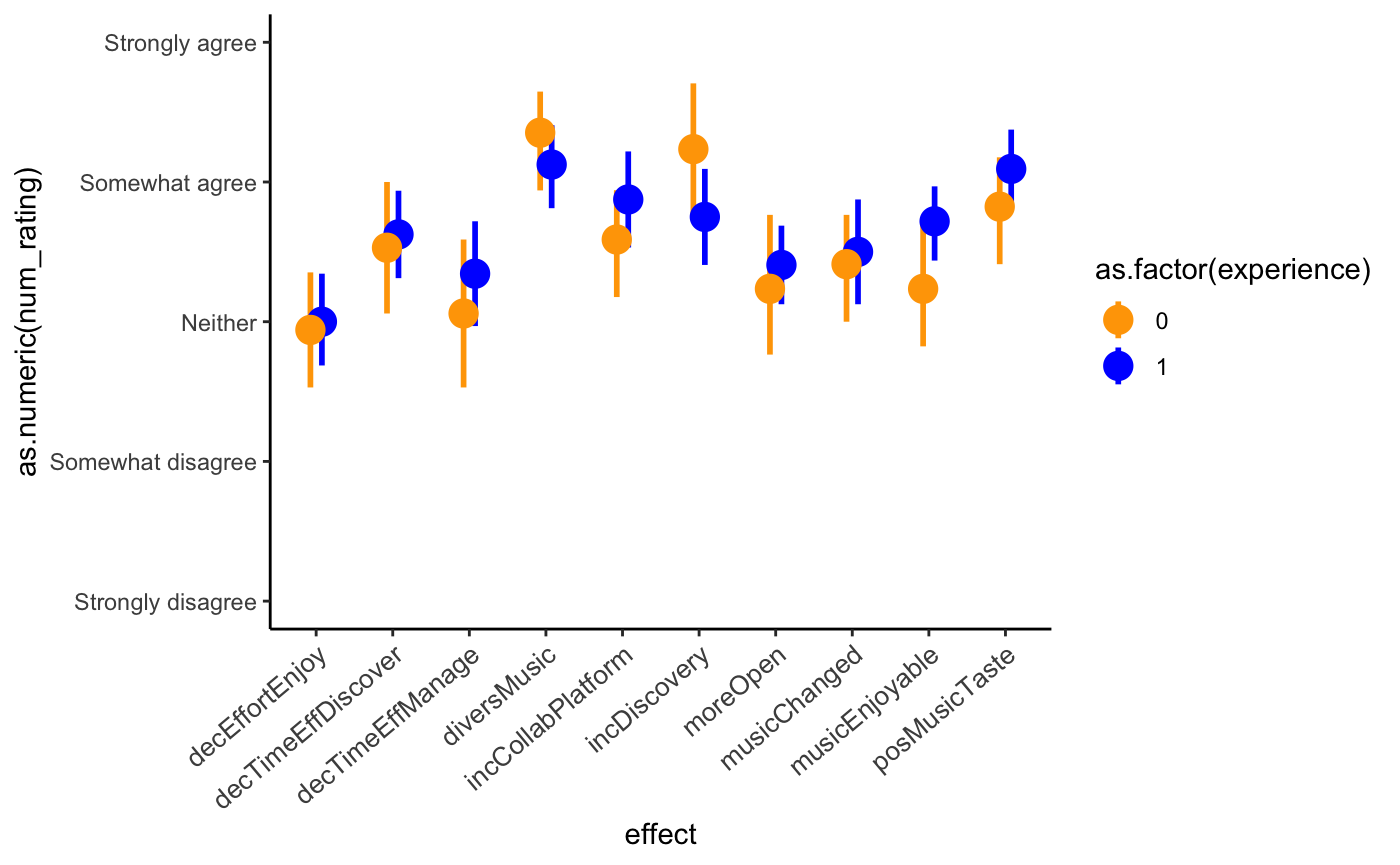 Strongly agree
Somewhat agree
Neither
Somewhat disagree
Strongly disagree
as.numeric(num_rating)
decEffortEnjoy
decTimeEffDiscover
decTimeEffManage
diversMusic
incCollabPlatform
incDiscovery
moreOpen
musicChanged
musicEnjoyable
posMusicTaste
effect
as.factor(experience)
0
1